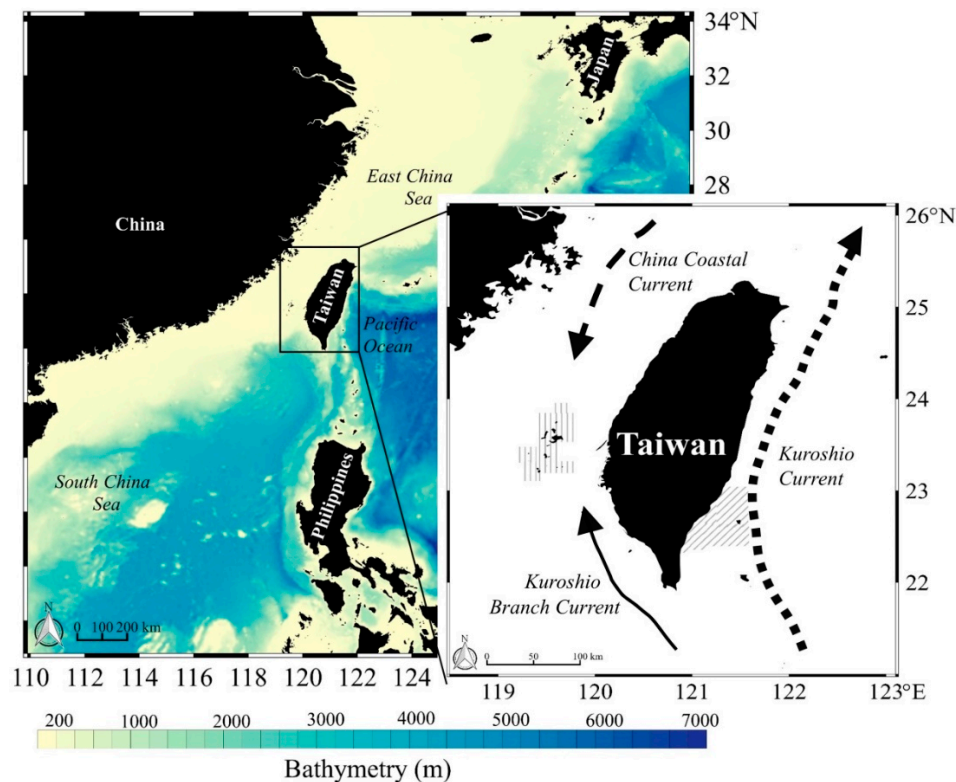 34°N
32
30
28
Japan
East China
Sea
China
Taiwan
Pacific
Ocean
South China
Sea
Philippines
N
0 100 200 km
110 112 114 116 118 120 122 124
26°N
25
24
23
22
China Coastal
Current
Taiwan
Kuroshio
Current
Kuroshio
Branch Current
N
0 50 100 km
119 120 121 122 123°E
200 1000 2000 3000 4000 5000 6000 7000
Bathymetry (m)